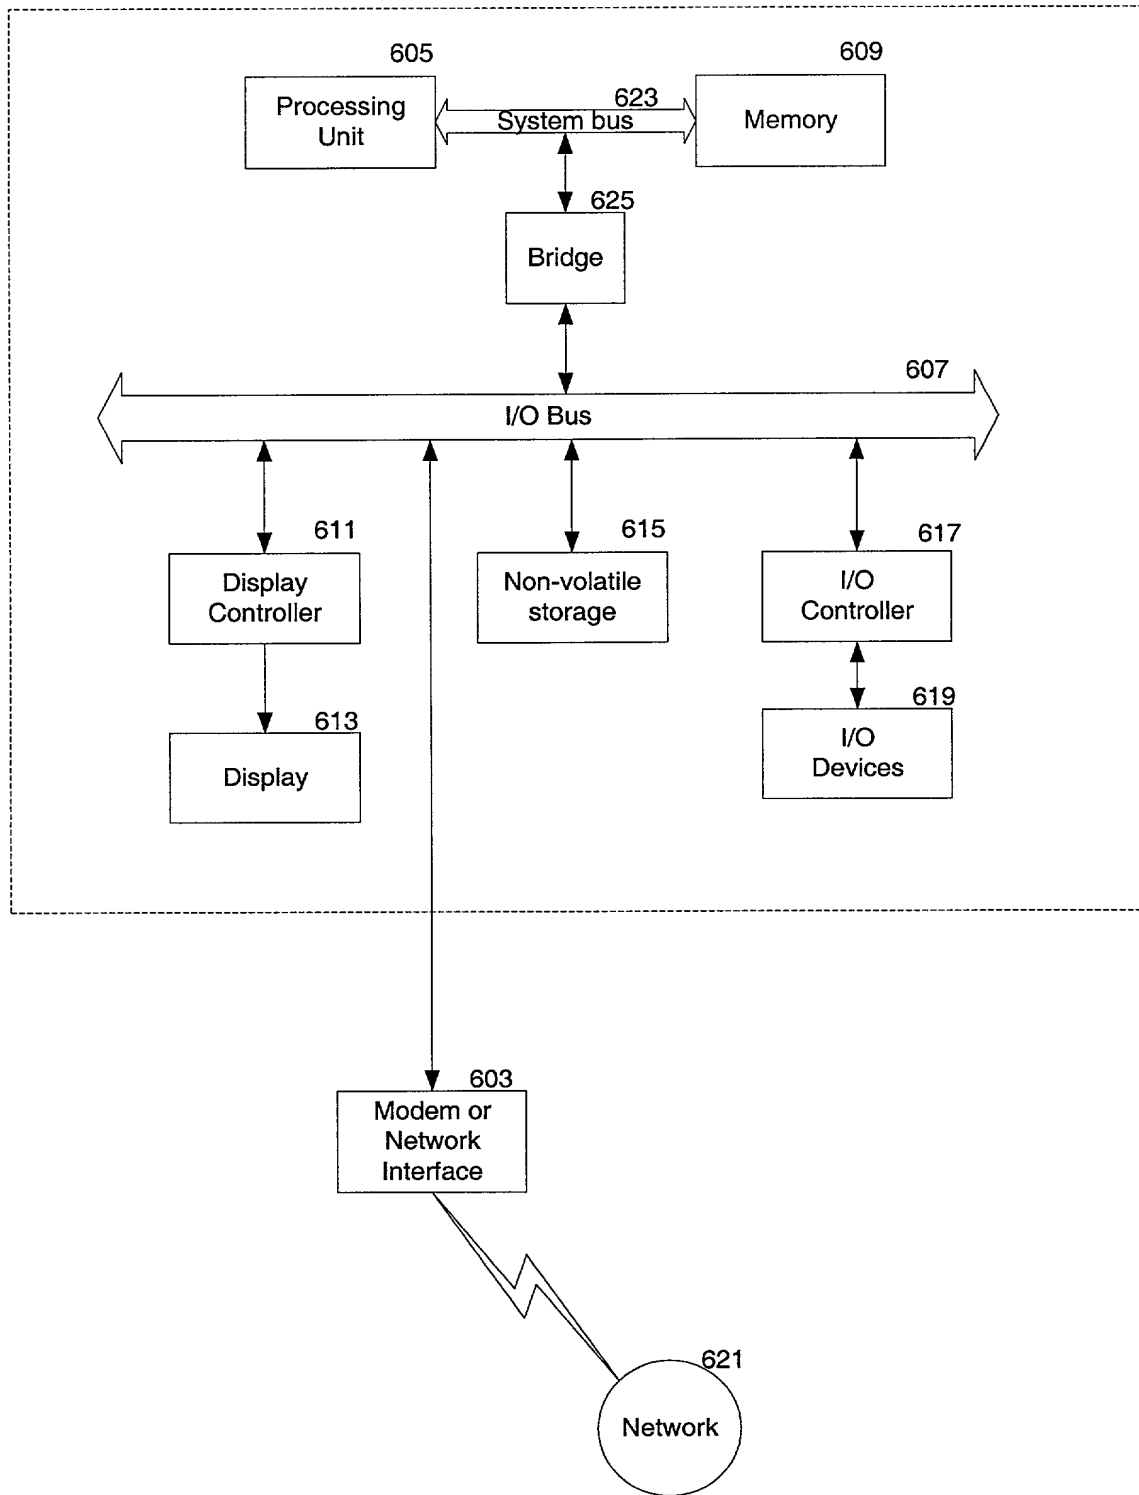 605
609
Processing
Unit
623
System bus
Memory
625
Bridge
607
I/O Bus
611
615
617
Display
Controller
Non-volatile
storage
I/O
Controller
613
619
Display
I/O
Devices
603
Modem or
Network
Interface
621
Network